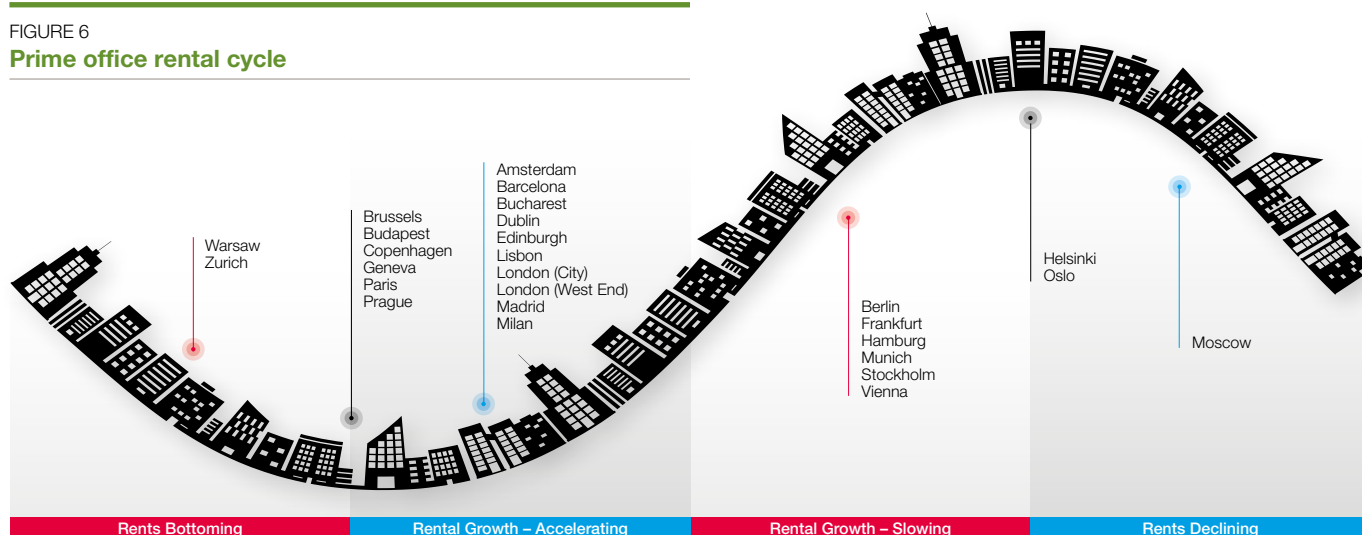 FIGURE 6
Prime office rental cycle
Warsaw
Zurich
Brussels
Budapest
Copenhagen
Geneva
Paris
Prague
Amsterdam
Barcelona
Bucharest
Dublin
Edinburgh
Lisbon
London (City)
London (West End)
Madrid
Milan
Berlin
Frankfurt
Hamburg
Munich
Stockholm
Vienna
Helsinki
Oslo
Moscow
Rents Bottoming
Rental Growth – Accelerating
Rental Growth – Slowing
Rents Declining